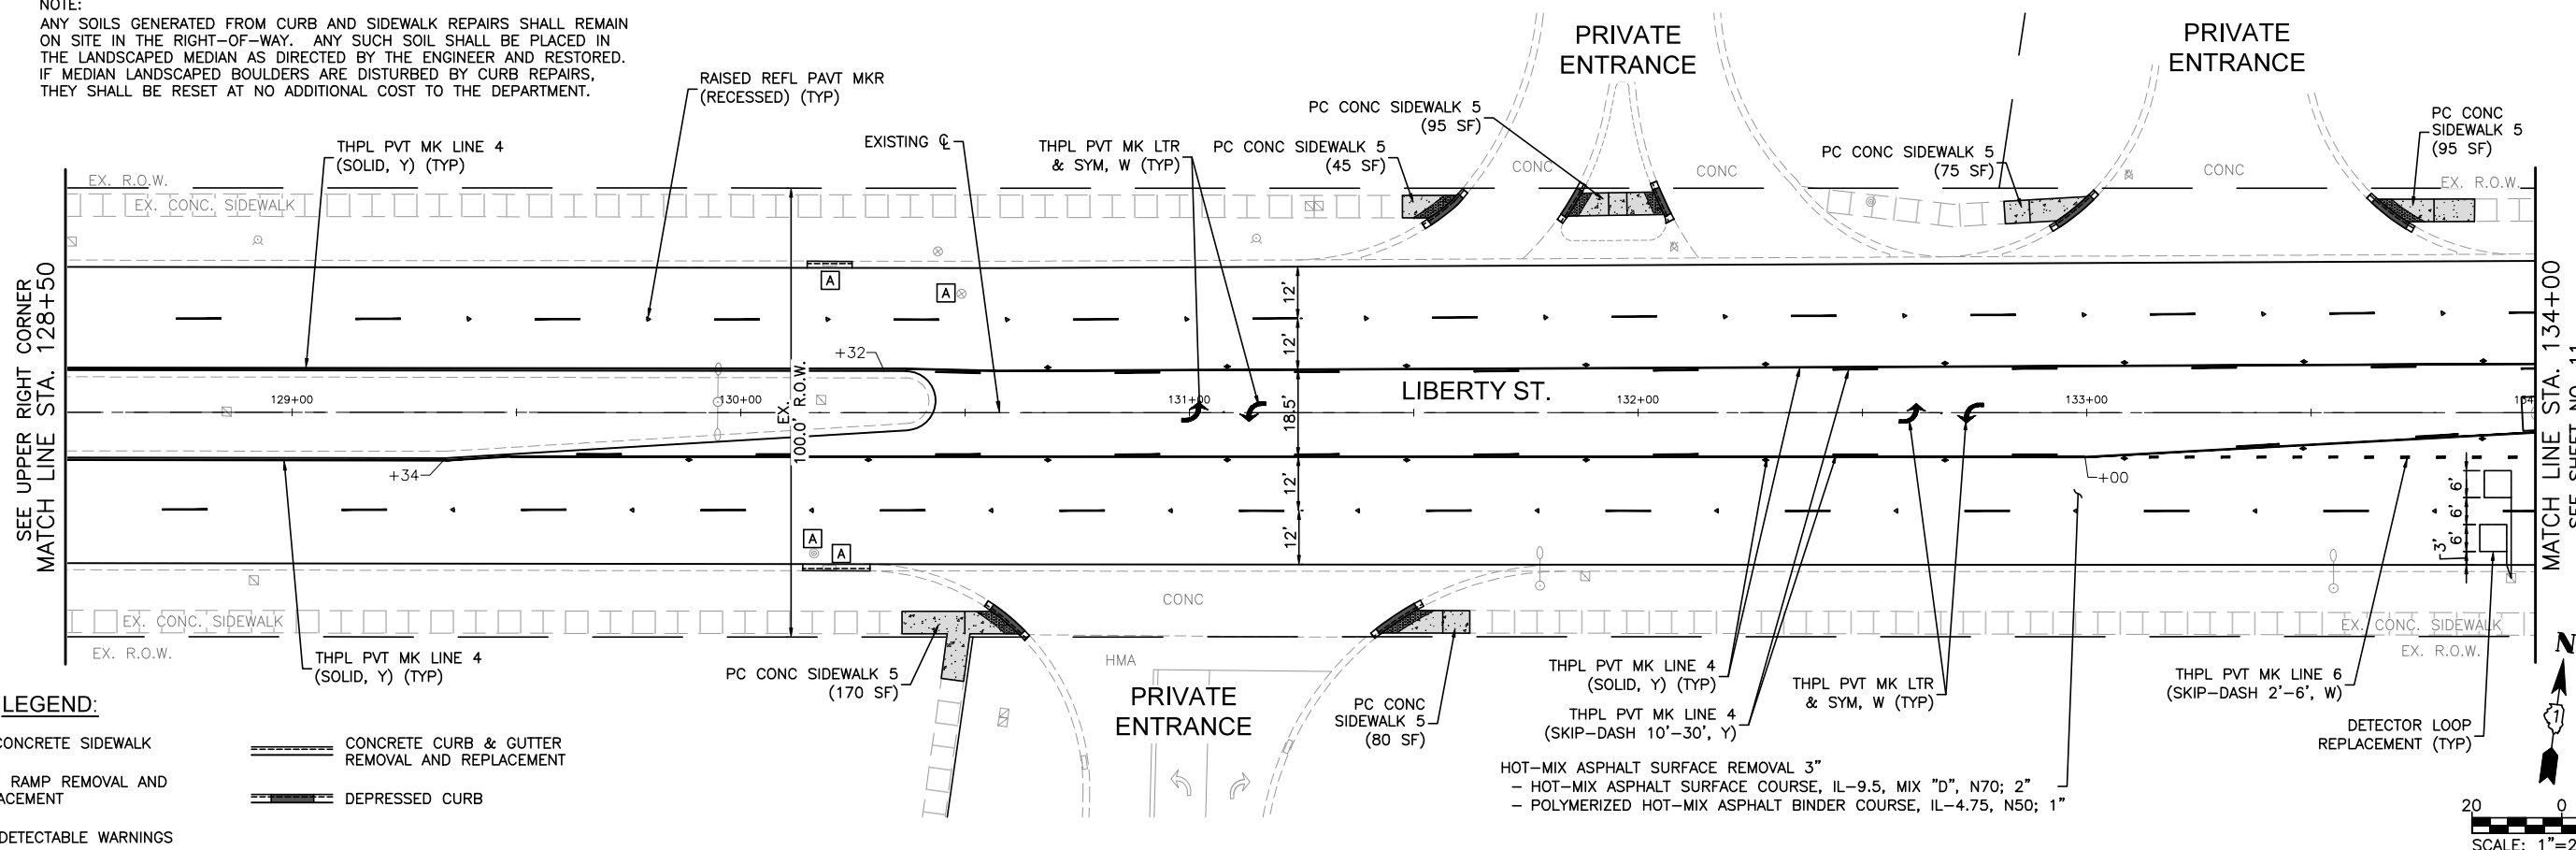 NOTE:
ANY SOILS GENERATED FROM CURB AND SIDEWALK REPAIRS SHALL REMAIN
ON SITE IN THE RIGHT-OF-WAY. ANY SUCH SOIL SHALL BE PLACED IN
THE LANDSCAPED MEDIAN AS DIRECTED BY THE ENGINEER AND RESTORED.
IF MEDIAN LANDSCAPED BOULDERS ARE DISTURBED BY CURB REPAIRS,
THEY SHALL BE RESET AT NO ADDITIONAL COST TO THE DEPARTMENT.
RAISED REFL PAVT MKR
(RECESSED) (TYP)
THPL PVT MK LINE 4
(SOLID, Y) (TYP)
EXISTING ℄
THPL PVT MK LTR
& SYM, W (TYP)
PC CONC SIDEWALK 5
(45 SF)
PC CONC SIDEWALK 5
(95 SF)
PRIVATE
ENTRANCE
PC CONC SIDEWALK 5
(75 SF)
PRIVATE
ENTRANCE
PC CONC
SIDEWALK 5
(95 SF)
EX. R.O.W.
EX. CONC. SIDEWALK
CONC
CONC
CONC
EX. R.O.W.
SEE UPPER RIGHT CORNER
MATCH LINE STA. 128+50
A
A
12'
12'
18.5'
12'
12'
+32
EX.
100.0' R.O.W.
LIBERTY ST.
129+00
130+00
131+00
132+00
133+00
+34
+00
A
A
6'
6'
6'
3'
MATCH LINE STA. 134+00
SEE SHEET NO. 11
EX. CONC. SIDEWALK
EX. R.O.W.
CONC
HMA
EX. CONC. SIDEWALK
EX. R.O.W.
THPL PVT MK LINE 4
(SOLID, Y) (TYP)
PC CONC SIDEWALK 5
(170 SF)
PRIVATE
ENTRANCE
PC CONC
SIDEWALK 5
(80 SF)
THPL PVT MK LINE 4
(SOLID, Y) (TYP)
THPL PVT MK LINE 4
(SKIP-DASH 10'-30', Y)
THPL PVT MK LTR
& SYM, W (TYP)
THPL PVT MK LINE 6
(SKIP-DASH 2'-6', W)
DETECTOR LOOP
REPLACEMENT (TYP)
HOT-MIX ASPHALT SURFACE REMOVAL 3"
- HOT-MIX ASPHALT SURFACE COURSE, IL-9.5, MIX "D", N70; 2"
- POLYMERIZED HOT-MIX ASPHALT BINDER COURSE, IL-4.75, N50; 1"
LEGEND:
CONCRETE SIDEWALK
RAMP REMOVAL AND
DETECTABLE WARNINGS
CONCRETE CURB & GUTTER
REMOVAL AND REPLACEMENT
DEPRESSED CURB
N
1
20 0
SCALE: 1"=2